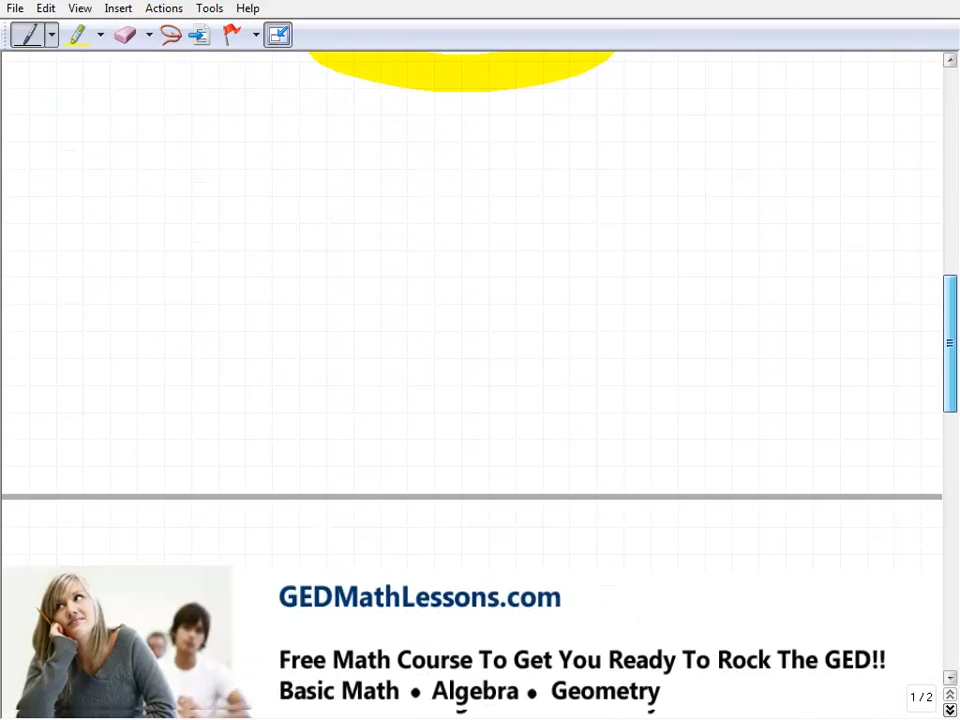 File Edit View Insert Actions Tools Help
1 / 2
GEDMathLessons.com
Free Math Course To Get You Ready To Rock The GED!!
Basic Math • Algebra • Geometry